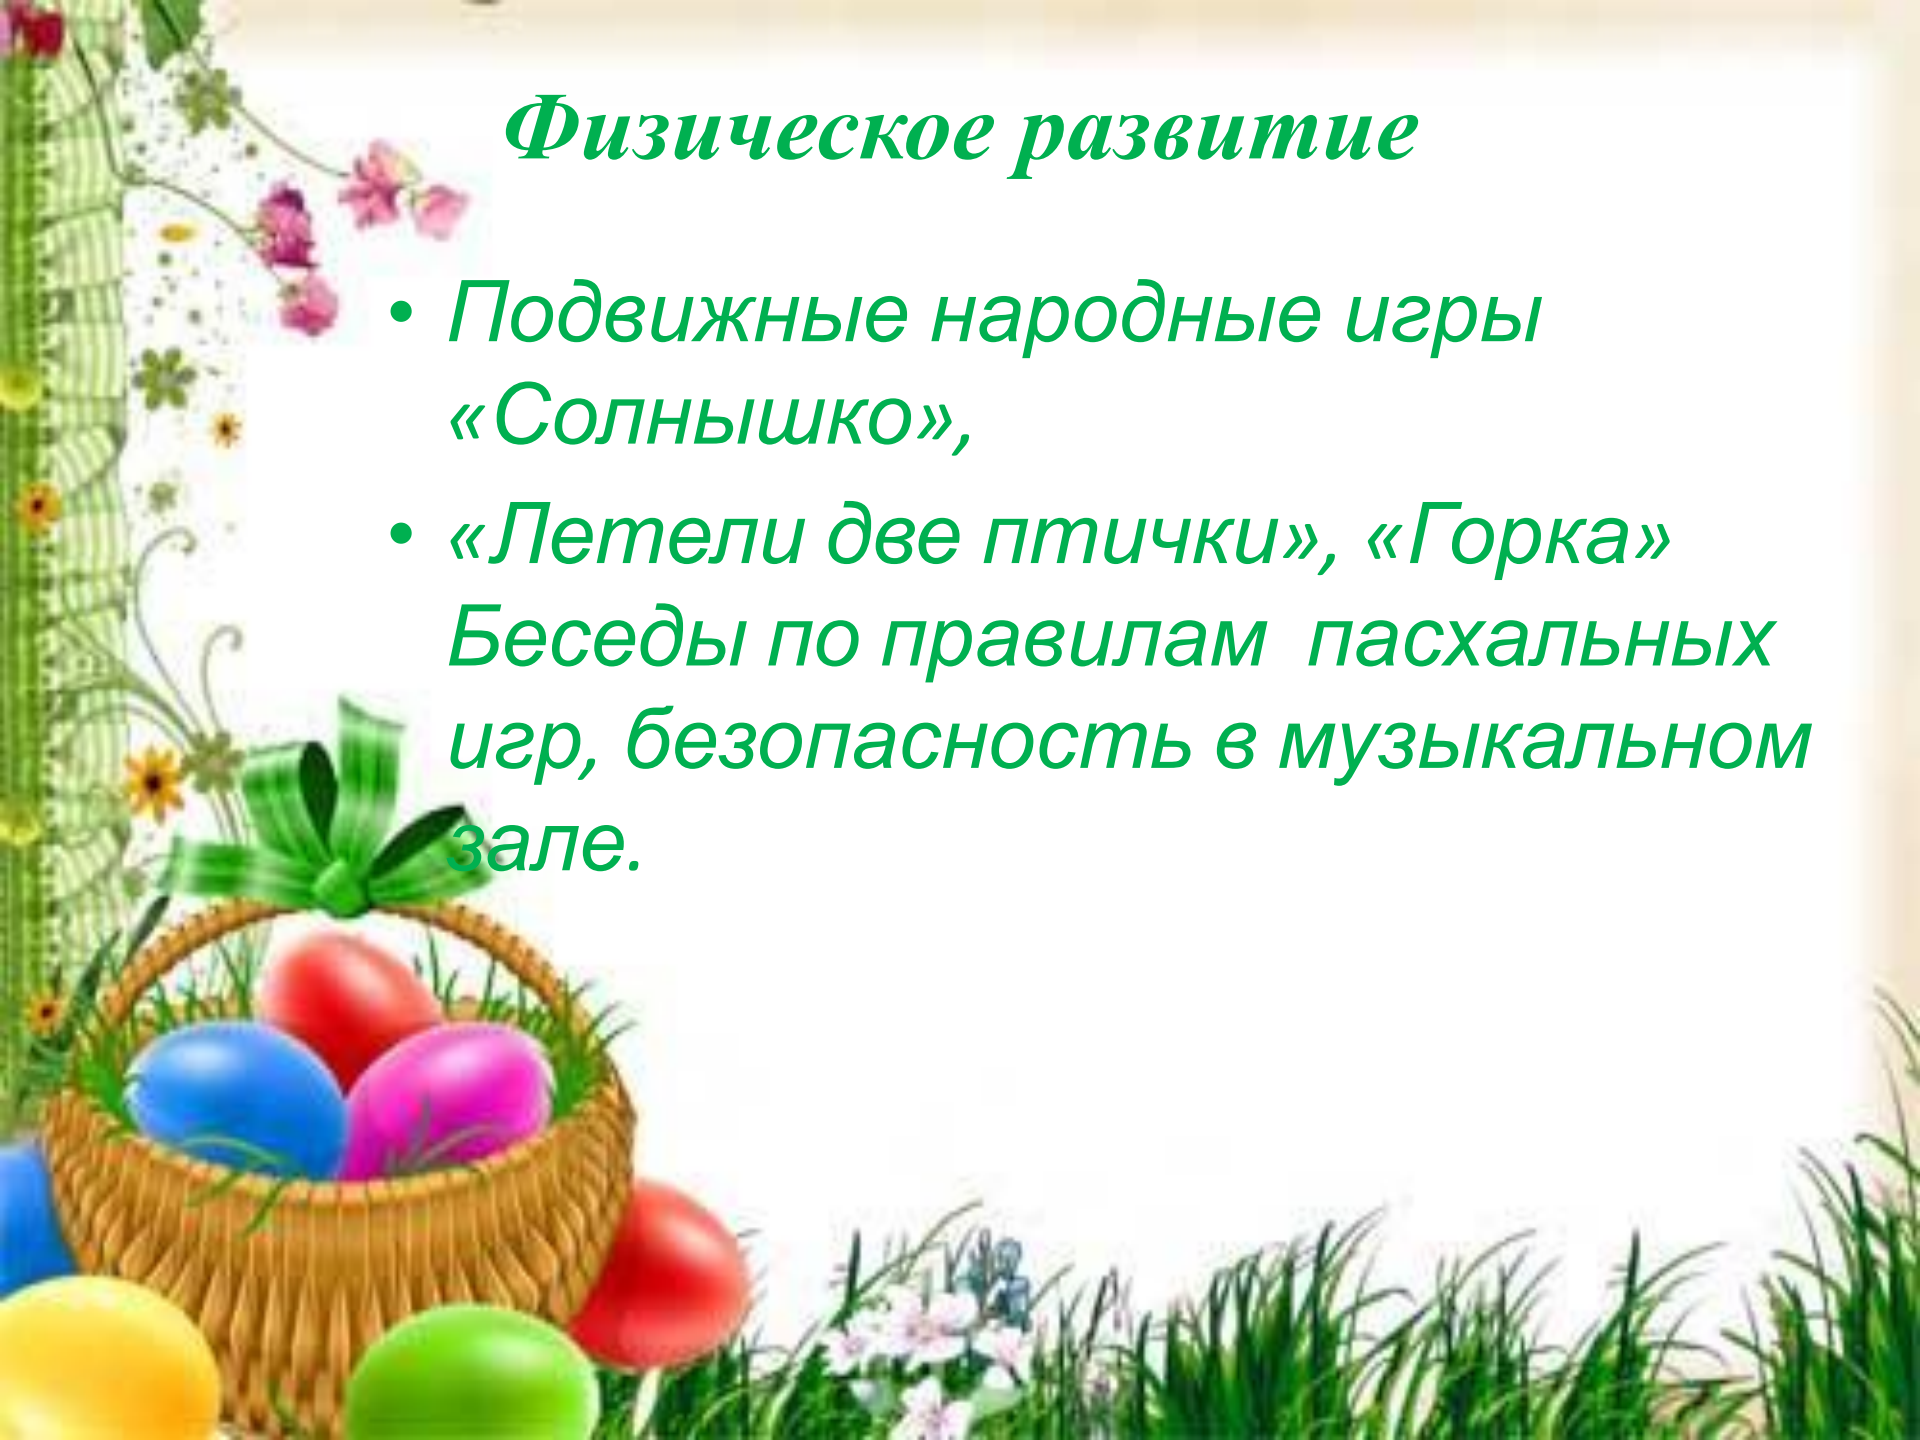 Физическое развитие
• Подвижные народные игры
«Солнышко»,
• «Летели две птички», «Горка»
Беседы по правилам  пасхальных
игр, безопасность в музыкальном
зале.